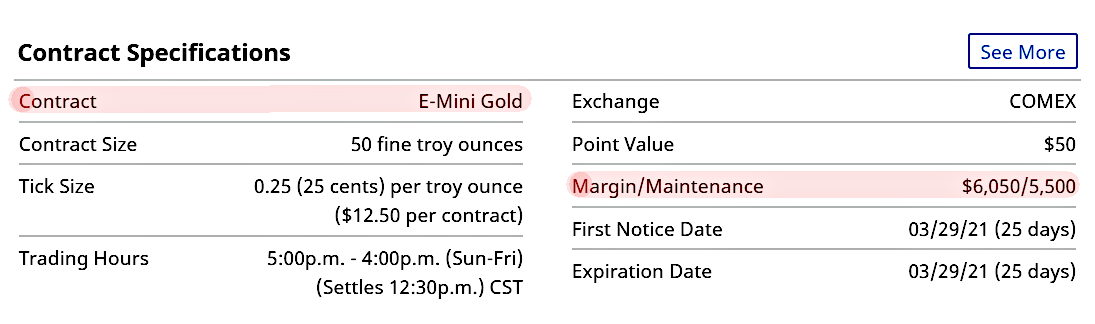 Contract Specifications
See More
Contract E-Mini Gold
Contract Size 50 fine troy ounces
Tick Size 0.25 (25 cents) per troy ounce
($12.50 per contract)
Trading Hours 5:00p.m. - 4:00p.m. (Sun-Fri)
(Settles 12:30p.m.) CST
Exchange COMEX
Point Value $50
Margin/Maintenance $6,050/5,500
First Notice Date 03/29/21 (25 days)
Expiration Date 03/29/21 (25 days)